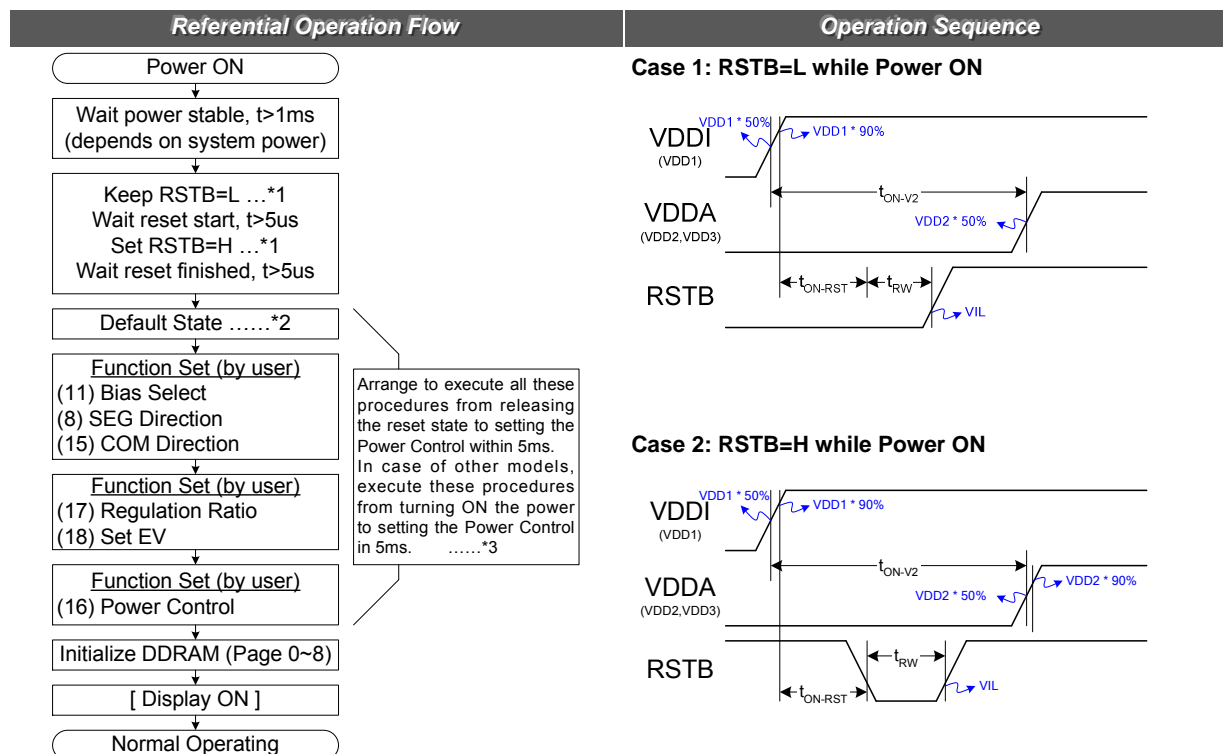 Referential Operation Flow
Operation Sequence
Power ON
Wait power stable, t>1ms
(depends on system power)
Keep RSTB=L …*1
Wait reset start, t>5us
Set RSTB=H …*1
Wait reset finished, t>5us
Default State ……*2
Function Set (by user)
(11) Bias Select
(8) SEG Direction
(15) COM Direction
Function Set (by user)
(17) Regulation Ratio
(18) Set EV
Function Set (by user)
(16) Power Control
Initialize DDRAM (Page 0~8)
[ Display ON ]
Normal Operating
Arrange to execute all these
procedures from releasing
the reset state to setting the
Power Control within 5ms.
In case of other models,
execute these procedures
from turning ON the power
to setting the Power Control
in 5ms. ……*3
Case 1: RSTB=L while Power ON
VDD1 * 50%
VDD1 * 90%
VDDI
(VDD1)
tON-V2
VDDA
(VDD2,VDD3)
VDD2 * 50%
RSTB
tON-RST
tRW
VIL
Case 2: RSTB=H while Power ON
VDD1 * 50%
VDD1 * 90%
VDDI
(VDD1)
tON-V2
VDDA
(VDD2,VDD3)
VDD2 * 50%
VDD2 * 90%
RSTB
tRW
tON-RST
VIL